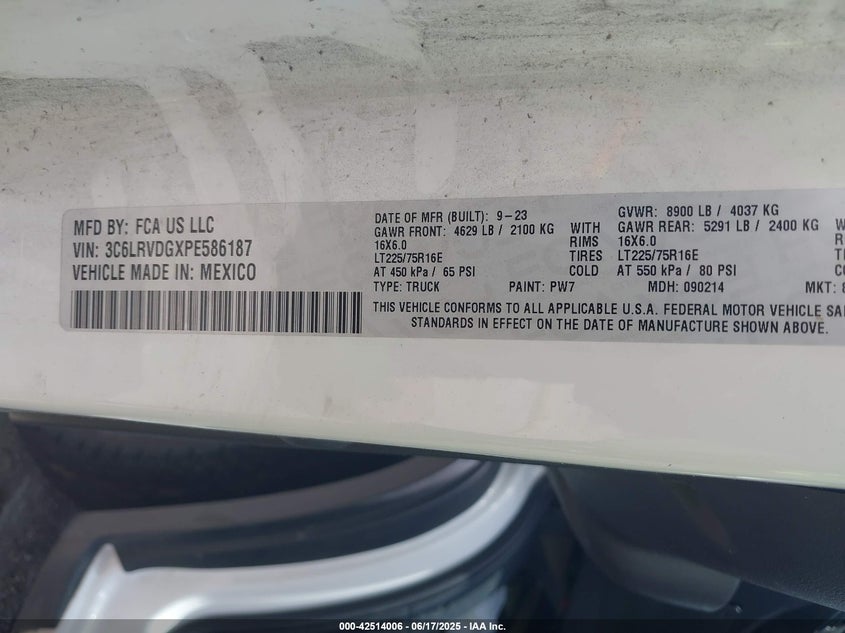 MFD BY: FCA US LLC
VIN: 3C6LRVDGXPE586187
VEHICLE MADE IN: MEXICO
DATE OF MFR (BUILT): 9-23
GVWR: 8900 LB / 4037 KG
GAWR FRONT: 4629 LB / 2100 KG WITH GAWR REAR: 5291 LB / 2400 KG
16X6.0 RIMS 16X6.0
LT225/75R16E TIRES LT225/75R16E
AT 450 kPa / 65 PSI COLD AT 550 kPa / 80 PSI
TYPE: TRUCK PAINT: PW7 MDH: 090214 MKT:
THIS VEHICLE CONFORMS TO ALL APPLICABLE U.S.A. FEDERAL MOTOR VEHICLE
STANDARDS IN EFFECT ON THE DATE OF MANUFACTURE SHOWN ABOVE.
000-42514006 - 06/17/2025 - IAA Inc.